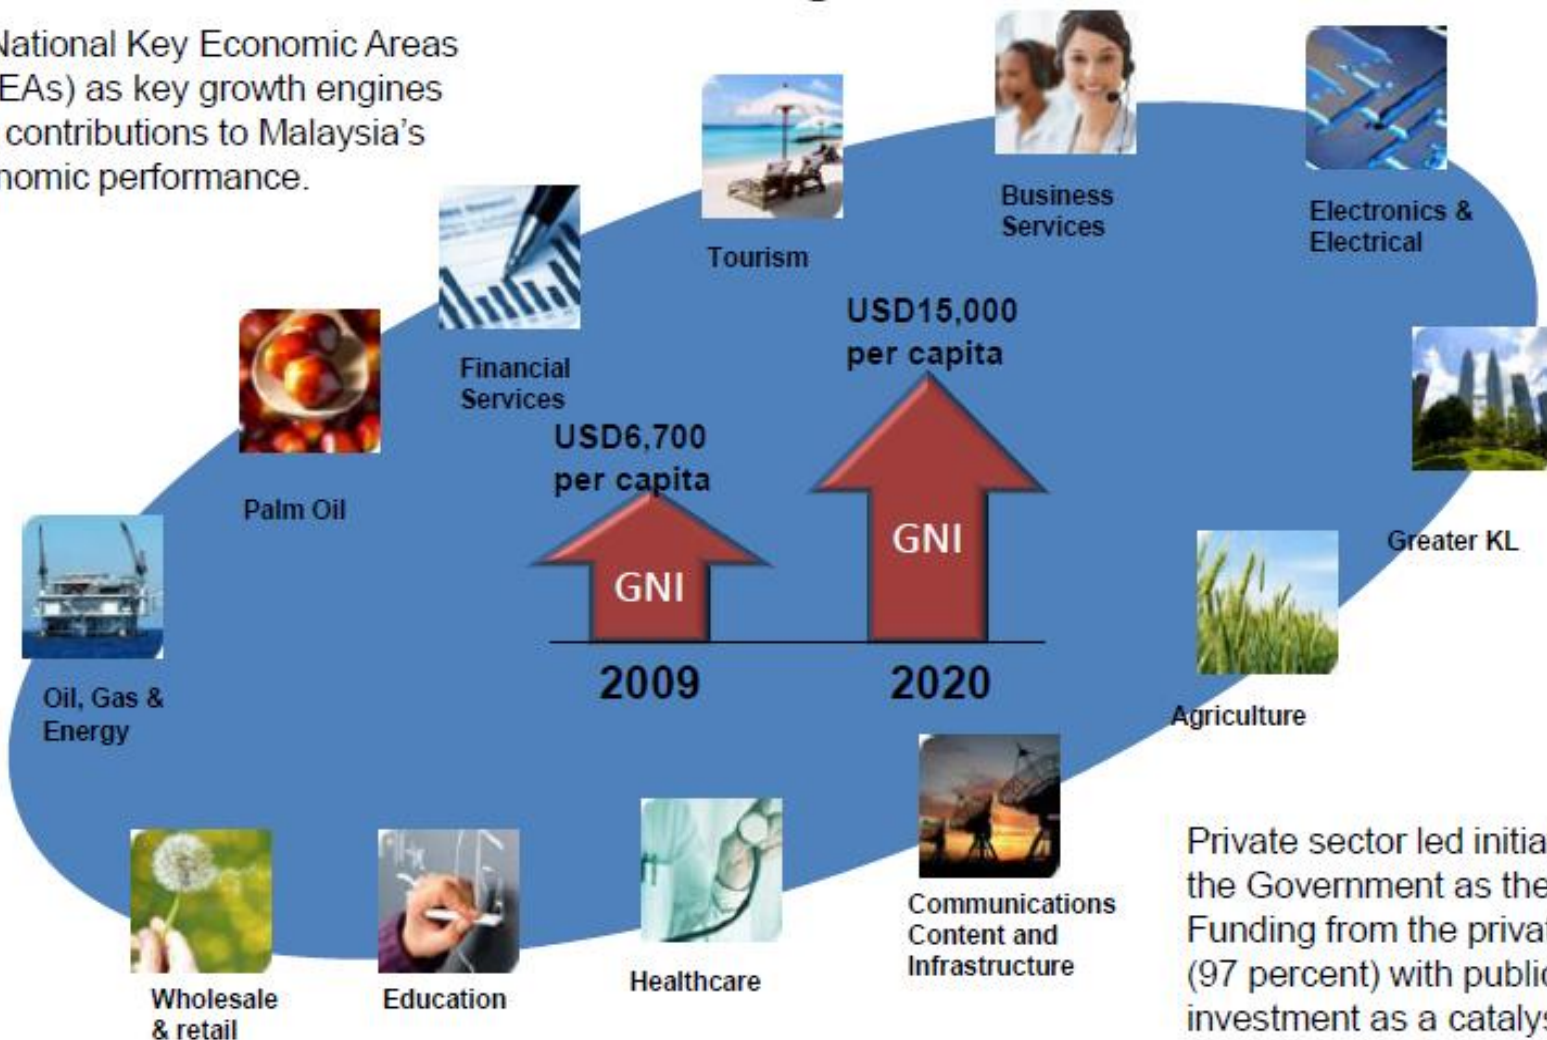 National Key Economic Areas
EAs) as key growth engines
contributions to Malaysia's
nomic performance.
Business
Services
Electronics &
Electrical
Tourism
USD15,000
per capita
Financial
Services
USD6,700
per capita
Palm Oil
GNI
GNI
Greater KL
2009
2020
Oil, Gas &
Energy
Agriculture
Communications
Content and
Infrastructure
Healthcare
Education
Wholesale
& retail
Private sector led initia
the Government as the
Funding from the privat
(97 percent) with public
investment as a catalys